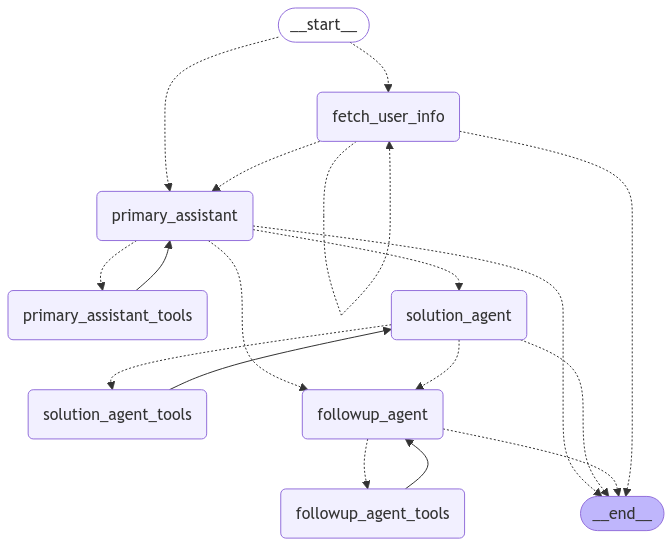 __start__
fetch_user_info
primary_assistant
primary_assistant_tools
solution_agent
solution_agent_tools
followup_agent
followup_agent_tools
__end__